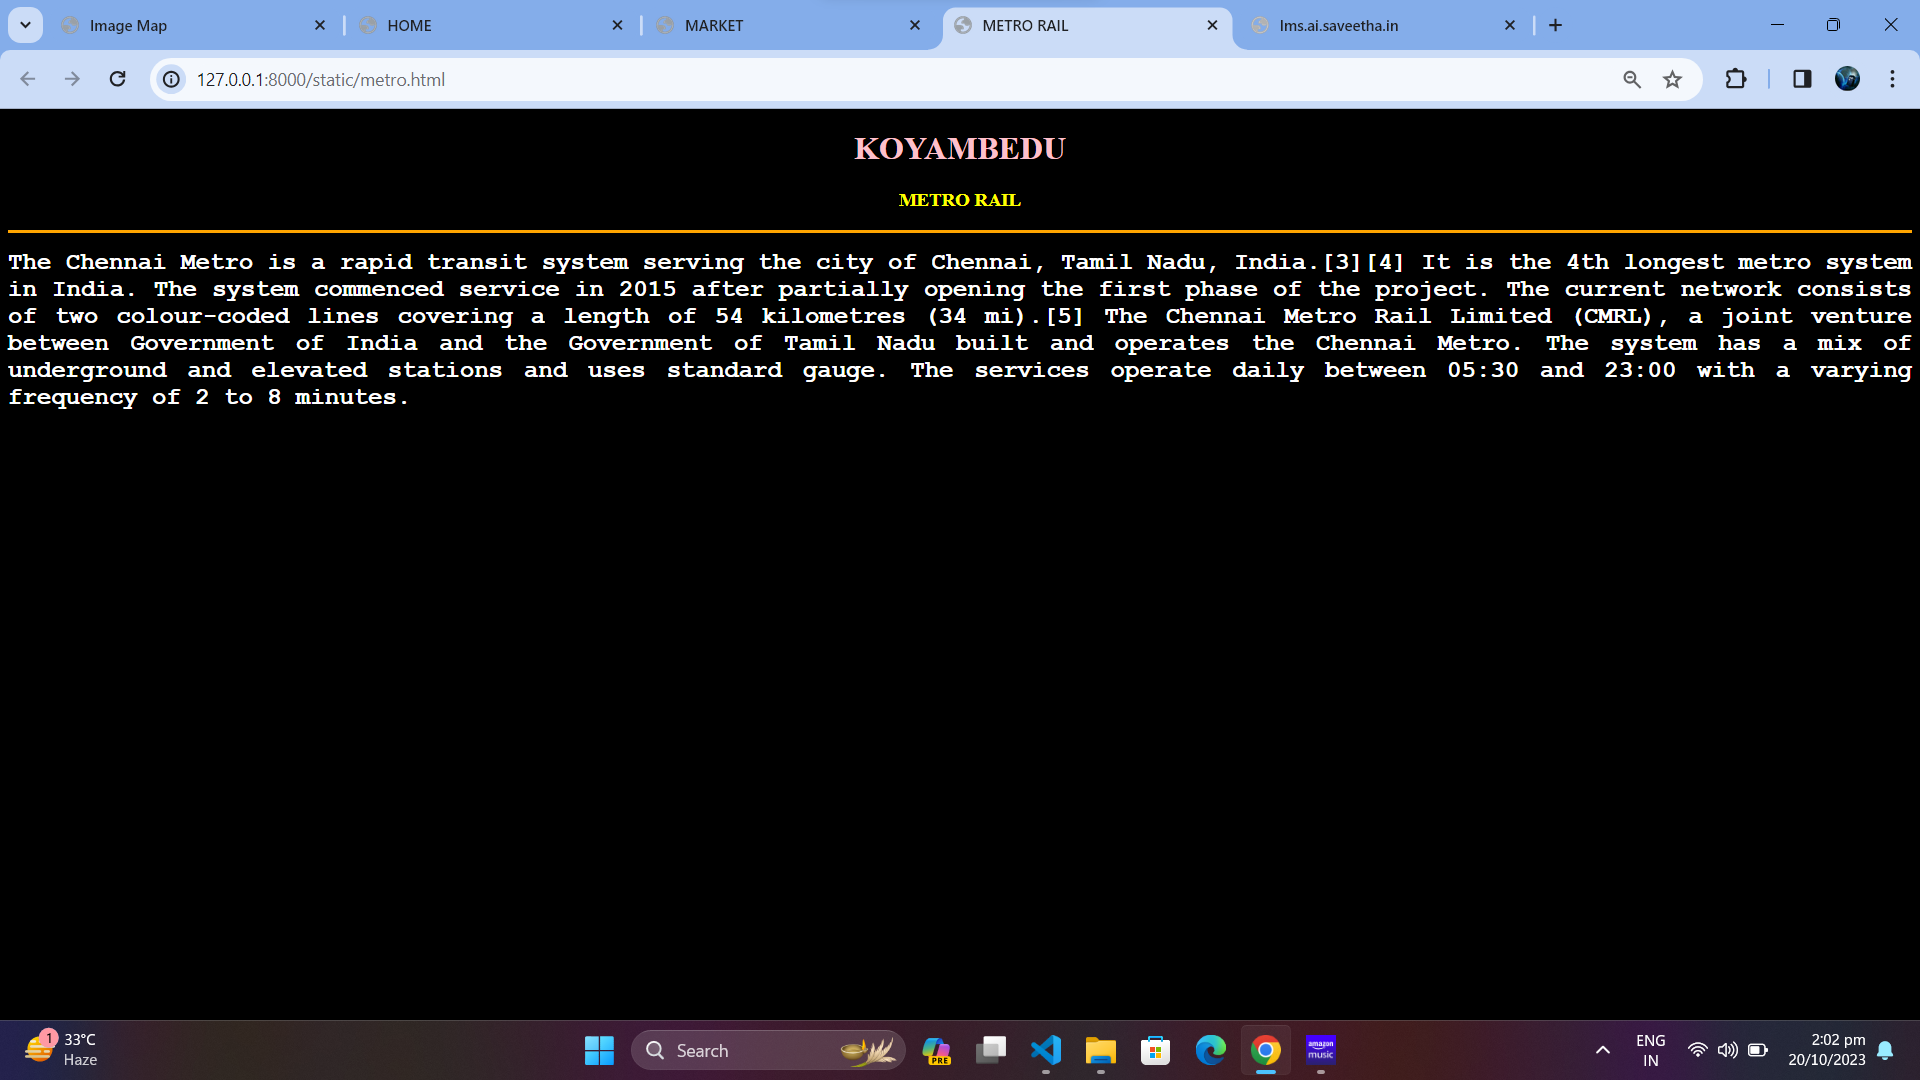 Image Map
HOME
MARKET
METRO RAIL
lms.ai.saveetha.in
127.0.0.1:8000/static/metro.html
KOYAMBEDU
METRO RAIL
The Chennai Metro is a rapid transit system serving the city of Chennai, Tamil Nadu, India.[3][4] It is the 4th longest metro system
in India. The system commenced service in 2015 after partially opening the first phase of the project. The current network consists
of two colour-coded lines covering a length of 54 kilometres (34 mi).[5] The Chennai Metro Rail Limited (CMRL), a joint venture
between Government of India and the Government of Tamil Nadu built and operates the Chennai Metro. The system has a mix of
underground and elevated stations and uses standard gauge. The services operate daily between 05:30 and 23:00 with a varying
frequency of 2 to 8 minutes.
1
33°C
Haze
Search
PRE
amazon
music
ENG
IN
2:02 pm
20/10/2023